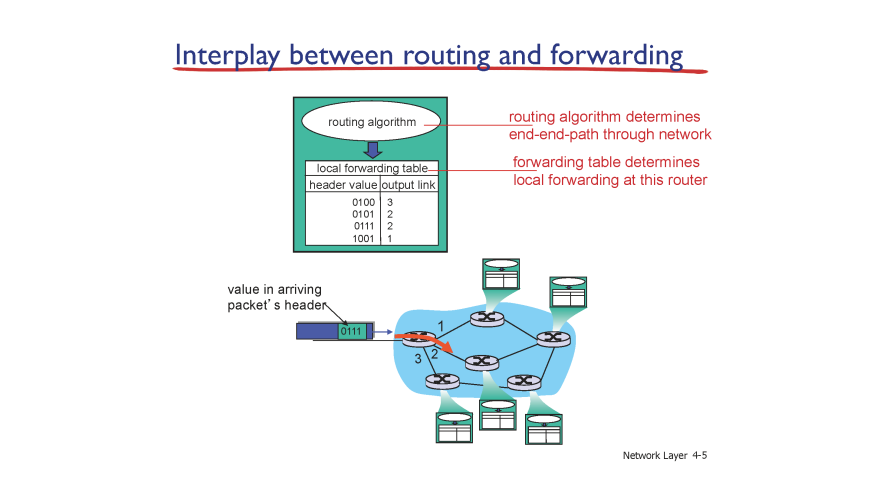 Interplay between routing and forwarding
routing algorithm
routing algorithm determines
end-end-path through network
local forwarding table
header value output link
0100 3
0101 2
0111 2
1001 1
forwarding table determines
local forwarding at this router
value in arriving
packet’s header
0111
1
2
3
Network Layer 4-5